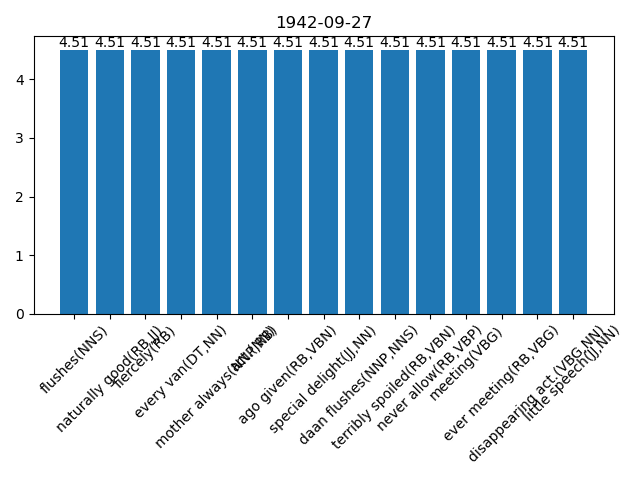 1942-09-27
4.51 4.51 4.51 4.51 4.51 4.51 4.51 4.51 4.51 4.51 4.51 4.51 4.51 4.51 4.51
4
3
2
1
0
flushes(NNS)
naturally good(RB,JJ)
fiercely(RB)
every van(DT,NN)
mother always
ago given(RB,VBN)
special delight(JJ,NN)
daan flushes(NNP,NNS)
terribly spoiled(RB,VBN)
never allow(RB,VBP)
meeting(VBG)
ever meeting(RB,VBG)
disappearing act.(VBG,NN)
little speech(JJ,NN)